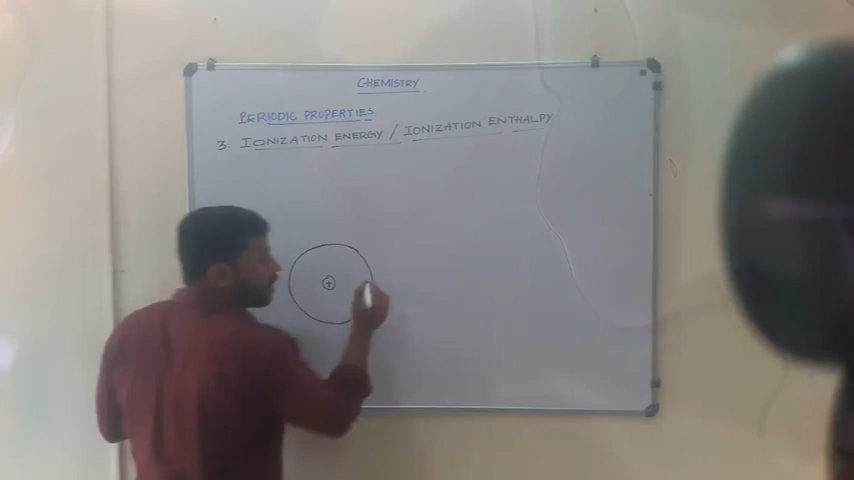 CHEMISTRY
PERIODIC PROPERTIES
3 IONIZATION ENERGY / IONIZATION ENTHALPY
+